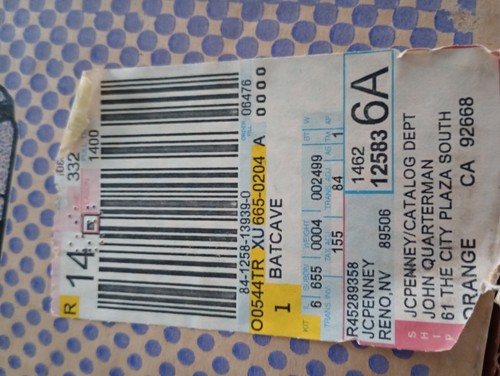 R
14
332
1400
84-1258-13939-0 06476
O0544TR XU 665-0204 A 0000
1 BATCAVE
6 655 0004 002499
155 84 1
R45289358 1462
JCPENNEY 12583 6A
RENO,NV 89506
SHIP
JCPENNEY/CATALOG DEPT
JOHN QUARTERMAN
61 THE CITY PLAZA SOUTH
ORANGE CA 92668